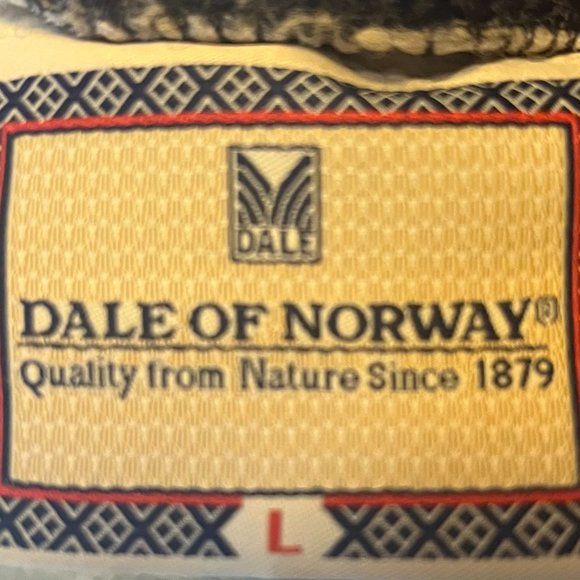 DALE
DALE OF NORWAY®
Quality from Nature Since 1879
L